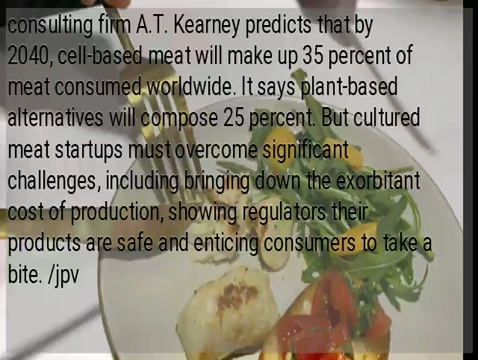 consulting firm A.T. Kearney predicts that by
2040, cell-based meat will make up 35 percent of
meat consumed worldwide. It says plant-based
alternatives will compose 25 percent. But cultured
meat startups must overcome significant
challenges, including bringing down the exorbitant
cost of production, showing regulators their
products are safe and enticing consumers to take a
bite. /jpv